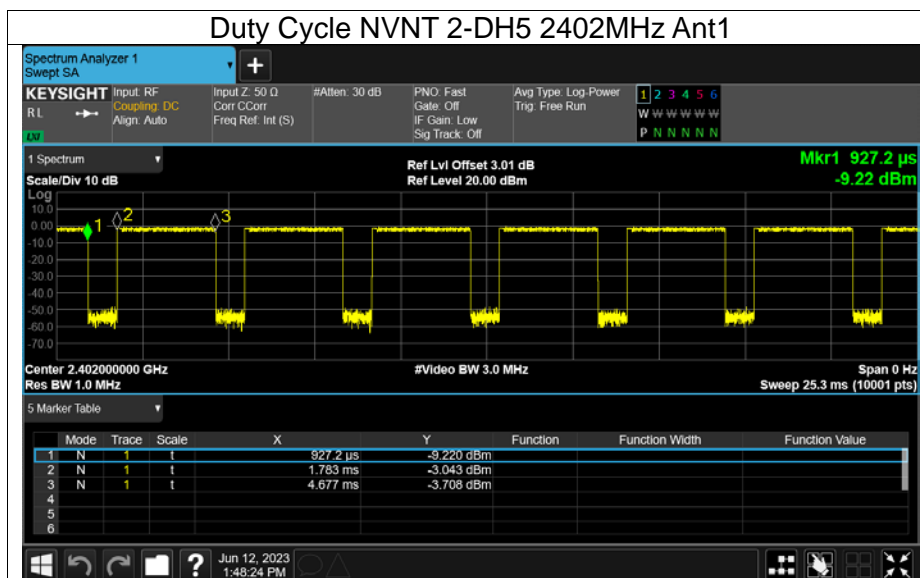 Duty Cycle NVNT 2-DH5 2402MHz Ant1
Spectrum Analyzer 1
Swept SA
+
KEYSIGHT Input: RF Input Z: 50 Ω #Atten: 30 dB PNO: Fast Avg Type: Log-Power 1 2 3 4 5 6
RL Coupling: DC Corr CCorr Gate: Off Trig: Free Run W W W W W W
Align: Auto Freq Ref: Int (S) IF Gain: Low
LXI Sig Track: Off P N N N N N
1 Spectrum Ref Lvl Offset 3.01 dB Mkr1 927.2 µs
Scale/Div 10 dB Ref Level 20.00 dBm -9.22 dBm
Log
10.0
0.00 1 2 3
-10.0
-20.0
-30.0
-40.0
-50.0
-60.0
-70.0
Center 2.402000000 GHz #Video BW 3.0 MHz Span 0 Hz
Res BW 1.0 MHz Sweep 25.3 ms (10001 pts)
5 Marker Table
Mode Trace Scale X Y Function Function Width Function Value
1 N 1 t 927.2 µs -9.220 dBm
2 N 1 t 1.783 ms -3.043 dBm
3 N 1 t 4.677 ms -3.708 dBm
4
5
6
? Jun 12, 2023
1:48:24 PM